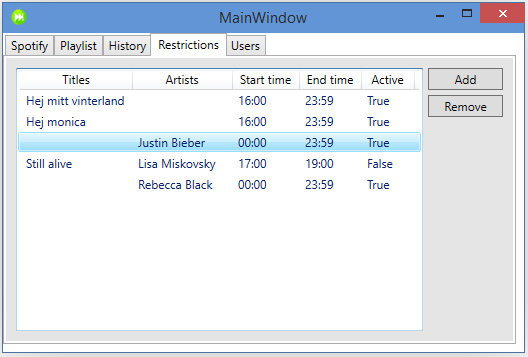 MainWindow
Spotify Playlist History Restrictions Users
Titles Artists Start time End time Active
Hej mitt vinterland 16:00 23:59 True
Hej monica 16:00 23:59 True
Justin Bieber 00:00 23:59 True
Still alive Lisa Miskovsky 17:00 19:00 False
Rebecca Black 00:00 23:59 True
Add
Remove